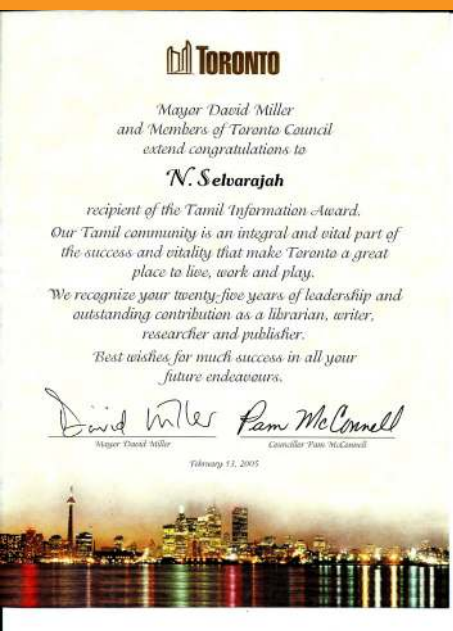 TORONTO
Mayor David Miller
and Members of Toronto Council
extend congratulations to
N. Selvarajah
recipient of the Tamil Information Award.
Our Tamil community is an integral and vital part of
the success and vitality that make Toronto a great
place to live, work and play.
We recognize your twenty-five years of leadership and
outstanding contribution as a librarian, writer,
researcher and publisher.
Best wishes for much success in all your
future endeavours.
David Miller Pam McConnell
Mayor David Miller Councillor Pam McConnell
February 13, 2005